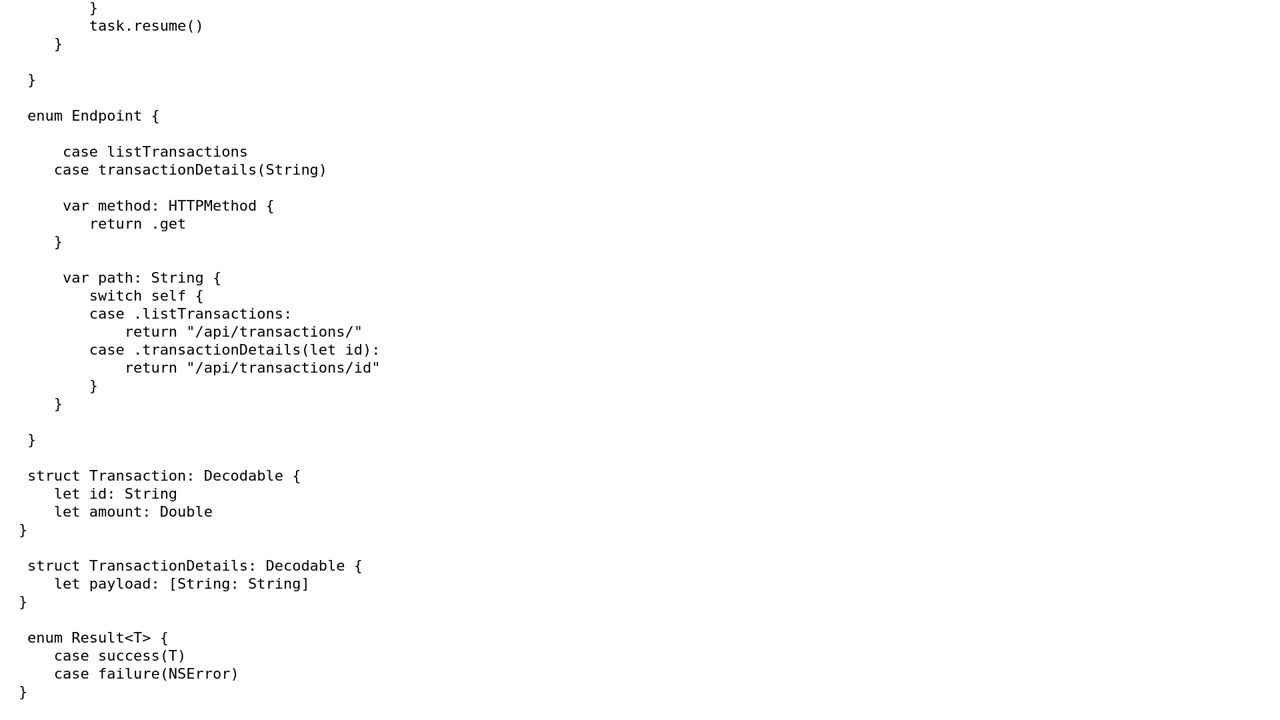 }
        task.resume()
    }

 }

 enum Endpoint {

     case listTransactions
    case transactionDetails(String)

     var method: HTTPMethod {
        return .get
    }

     var path: String {
        switch self {
        case .listTransactions:
            return "/api/transactions/"
        case .transactionDetails(let id):
            return "/api/transactions/id"
        }
    }

 }

 struct Transaction: Decodable {
    let id: String
    let amount: Double
}

 struct TransactionDetails: Decodable {
    let payload: [String: String]
}

 enum Result<T> {
    case success(T)
    case failure(NSError)
}